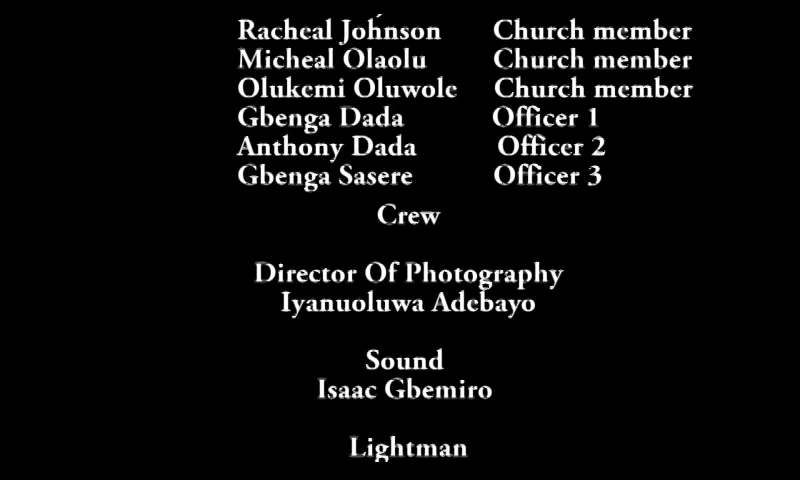 Racheal Johnson Church member
Micheal Olaolu Church member
Olukemi Oluwole Church member
Gbenga Dada Officer 1
Anthony Dada Officer 2
Gbenga Sasere Officer 3
Crew
Director Of Photography
Iyanuoluwa Adebayo
Sound
Isaac Gbemiro
Lightman